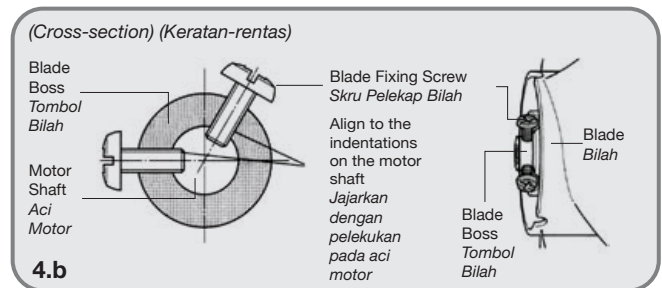 (Cross-section) (Keratan-rentas)
Blade
Boss
Tombol
Bilah
Motor
Shaft
Aci
Motor
4.b
Blade Fixing Screw
Skru Pelekap Bilah
Align to the
indentations
on the motor
shaft
Jajarkan
dengan
pelekukan
pada aci
motor
Blade
Boss
Tombol
Bilah
Blade
Bilah